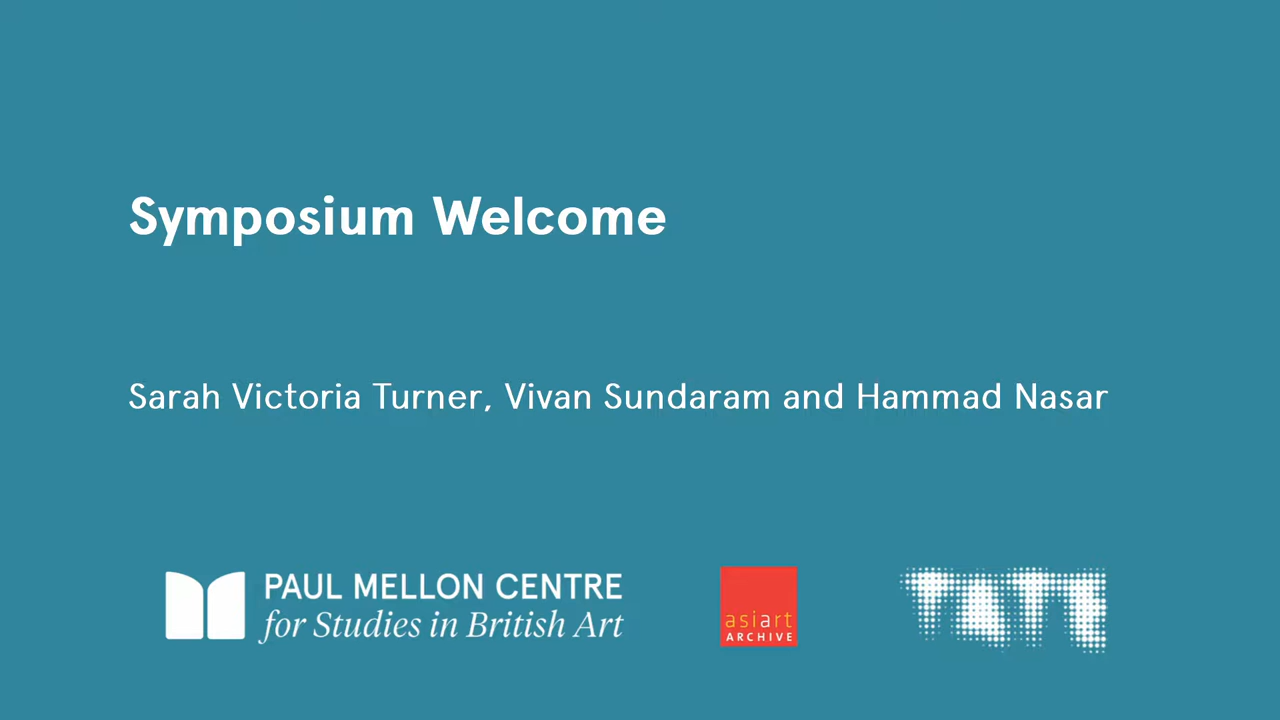 Symposium Welcome
Sarah Victoria Turner, Vivan Sundaram and Hammad Nasar
PAUL MELLON CENTRE
for Studies in British Art
asiart
ARCHIVE
TATE